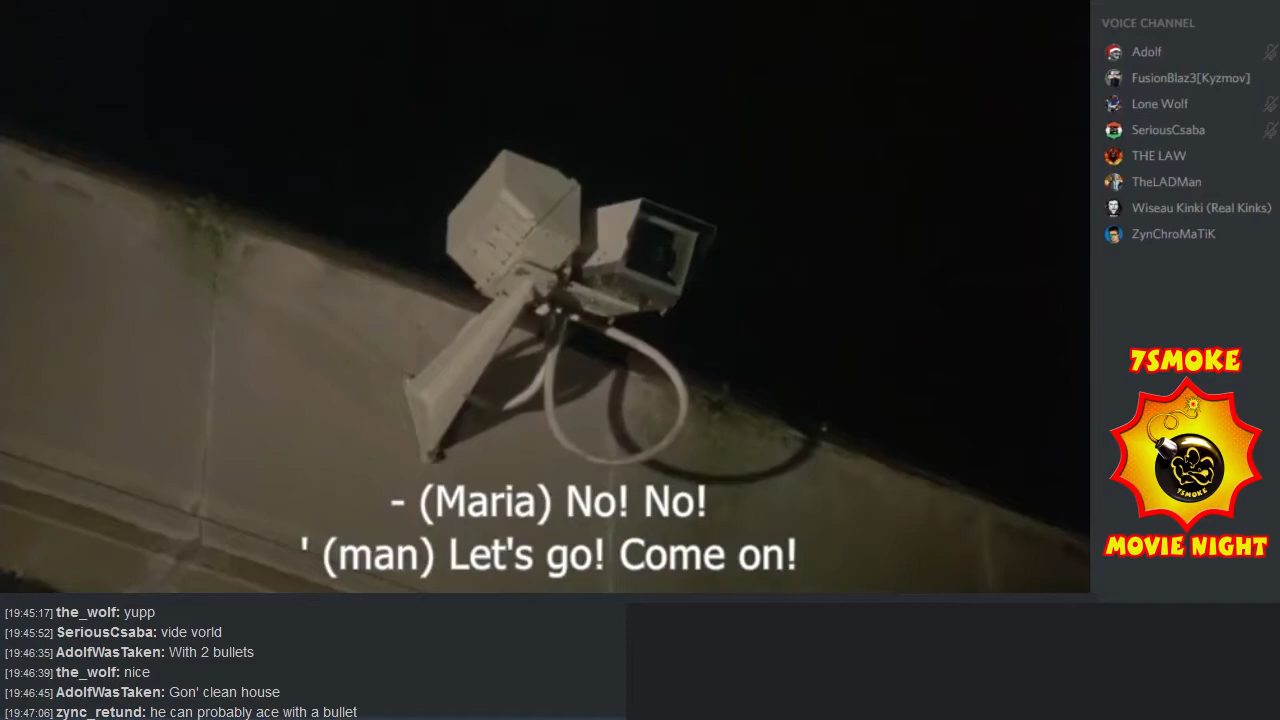 VOICE CHANNEL
Adolf
FusionBlaz3[Kyzmov]
Lone Wolf
SeriousCsaba
THE LAW
TheLADMan
Wiseau Kinki (Real Kinks)
ZynChroMaTiK
7SMOKE
7SMOKE
MOVIE NIGHT
- (Maria) No! No!
' (man) Let's go! Come on!
[19:45:17] the_wolf: yupp
[19:45:52] SeriousCsaba: vide vorld
[19:46:35] AdolfWasTaken: With 2 bullets
[19:46:39] the_wolf: nice
[19:46:45] AdolfWasTaken: Gon' clean house
[19:47:06] zync_retund: he can probably ace with a bullet